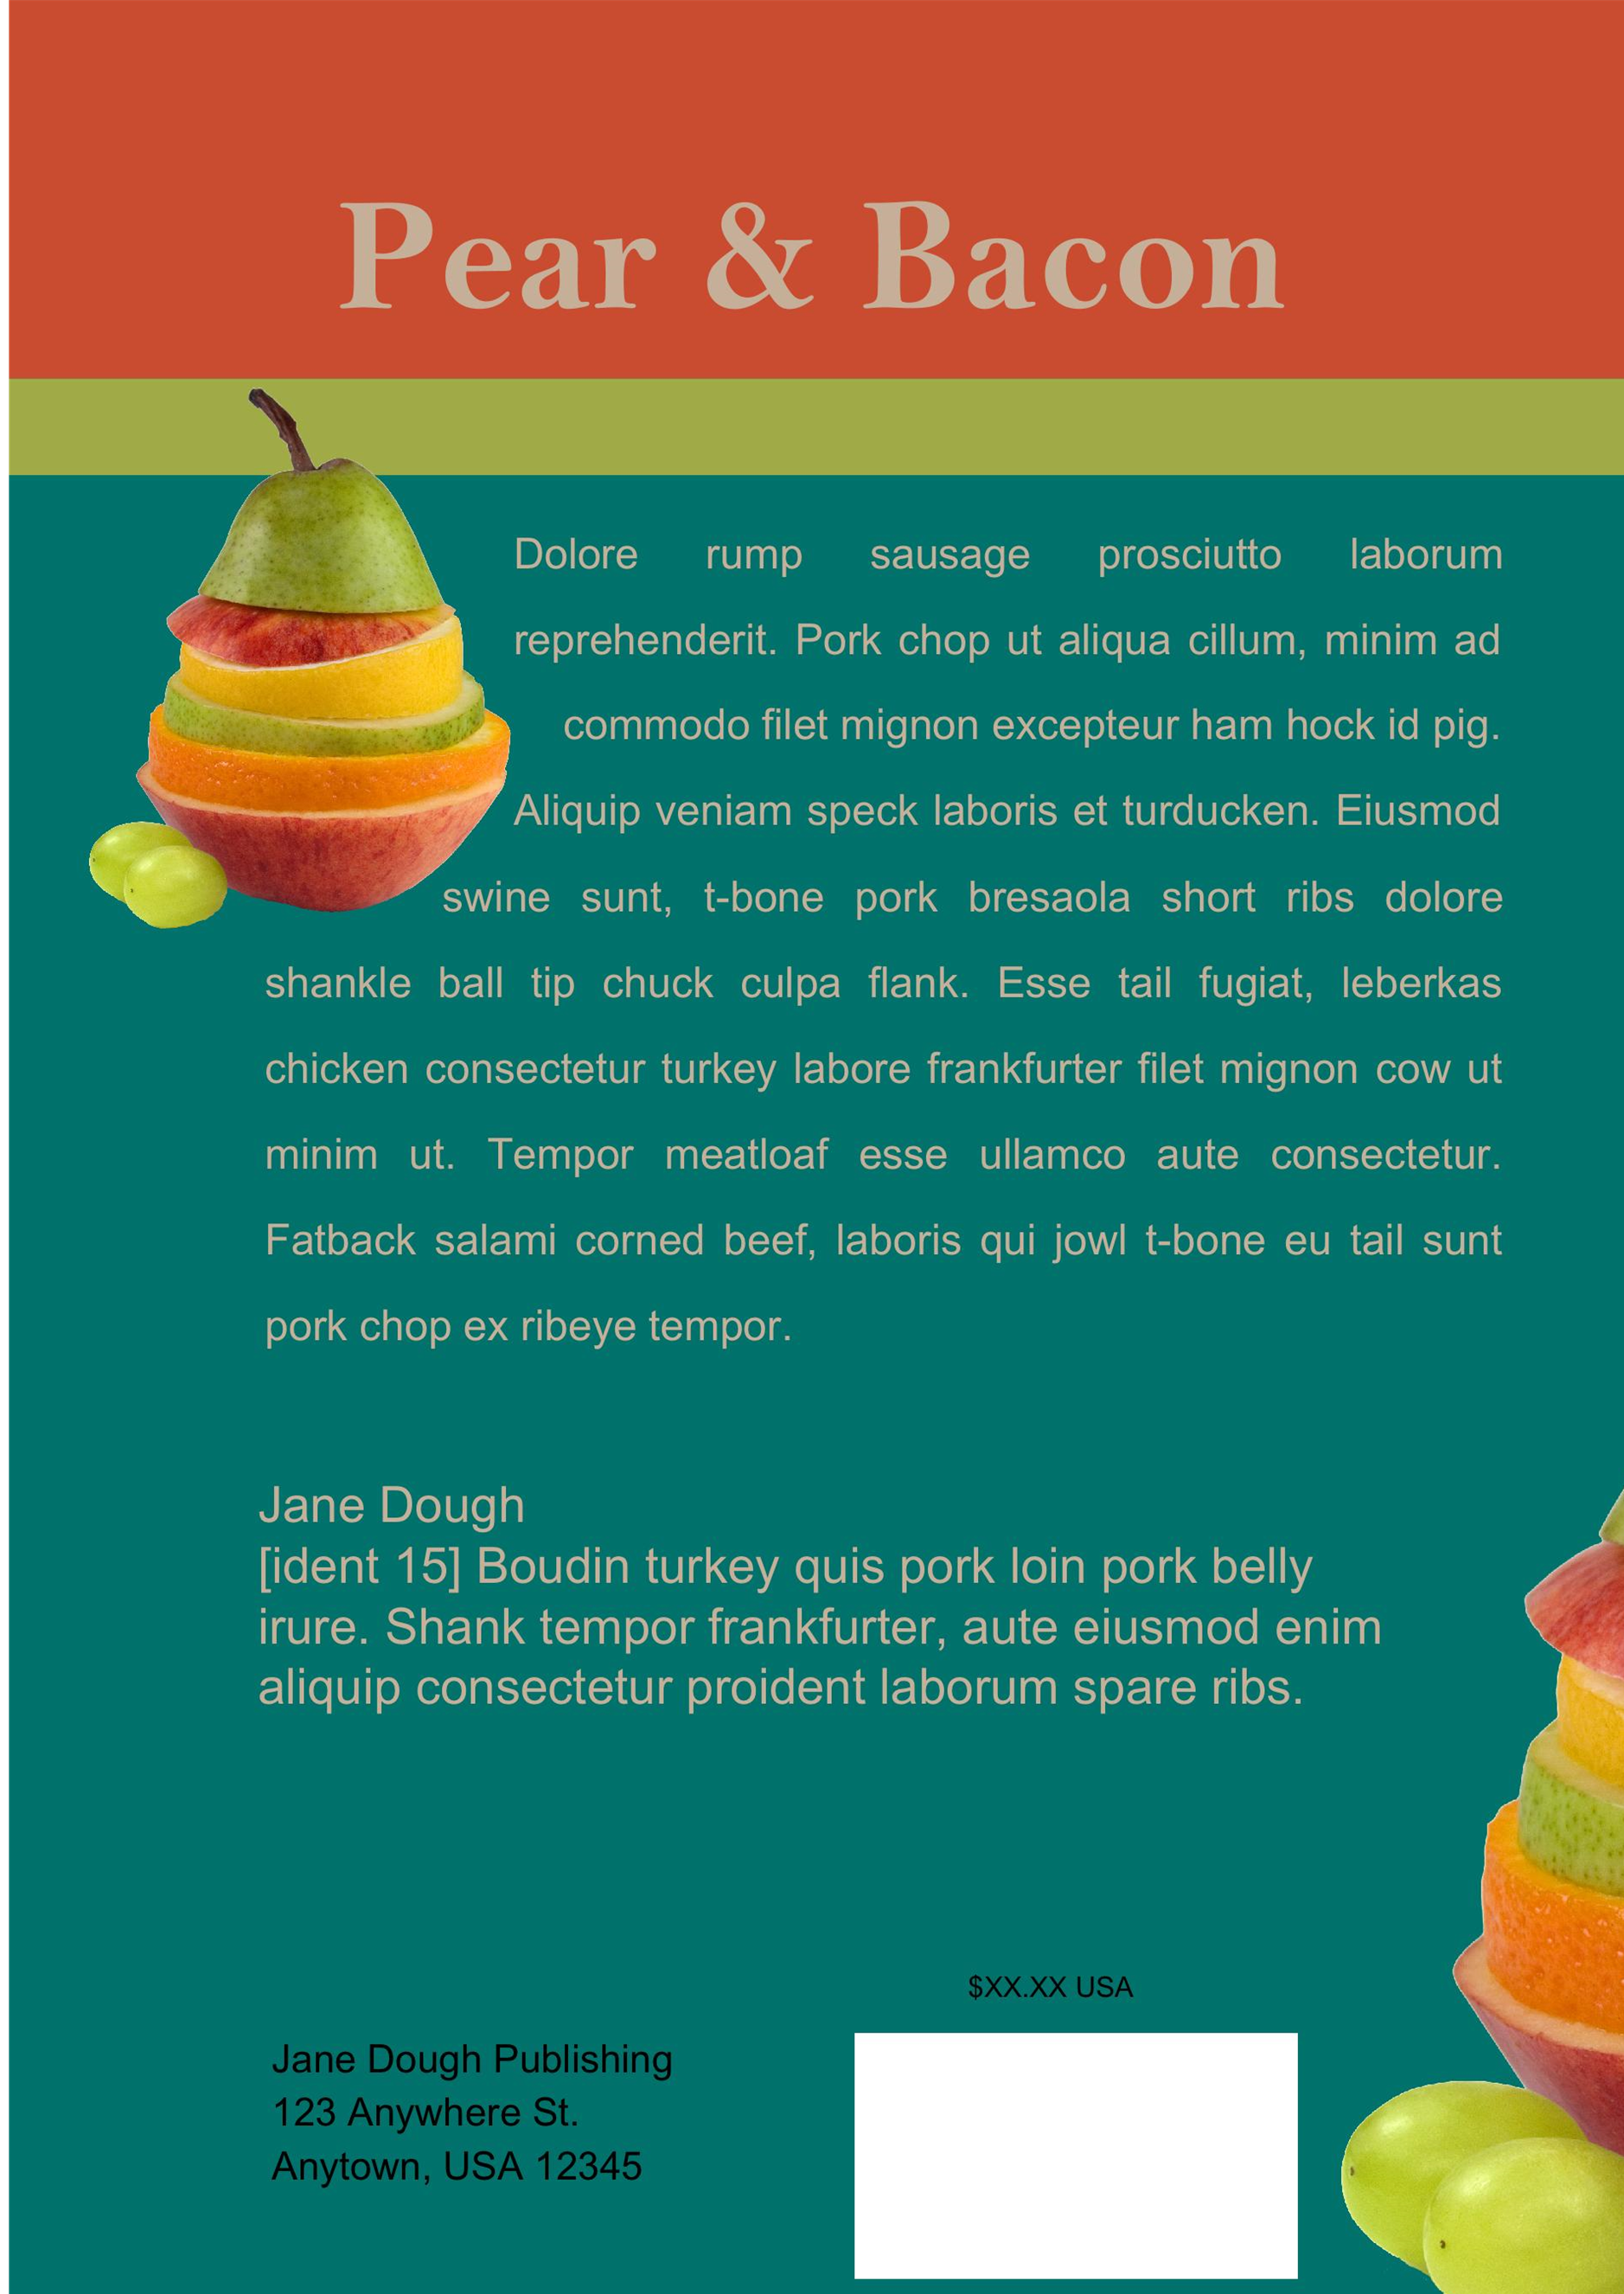 Pear & Bacon
Dolore rump sausage prosciutto laborum
reprehenderit. Pork chop ut aliqua cillum, minim ad
commodo filet mignon excepteur ham hock id pig.
Aliquip veniam speck laboris et turducken. Eiusmod
swine sunt, t-bone pork bresaola short ribs dolore
shankle ball tip chuck culpa flank. Esse tail fugiat, leberkas
chicken consectetur turkey labore frankfurter filet mignon cow ut
minim ut. Tempor meatloaf esse ullamco aute consectetur.
Fatback salami corned beef, laboris qui jowl t-bone eu tail sunt
pork chop ex ribeye tempor.
Jane Dough
[ident 15] Boudin turkey quis pork loin pork belly
irure. Shank tempor frankfurter, aute eiusmod enim
aliquip consectetur proident laborum spare ribs.
$XX.XX USA
Jane Dough Publishing
123 Anywhere St.
Anytown, USA 12345